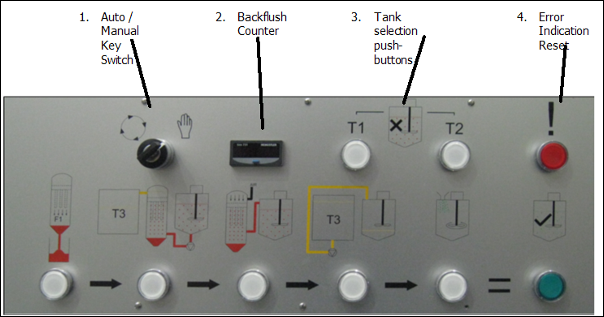 1. Auto /
Manual
Key
Switch
2. Backflush
Counter
3. Tank
selection
push-
buttons
4. Error
Indication
Reset
T1
T2
!
F1
T3
T3
=